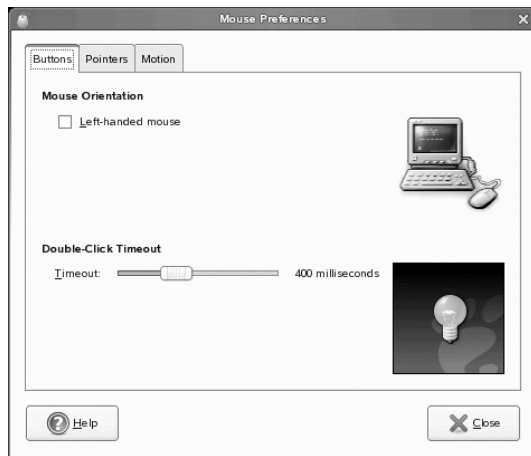 Mouse Preferences
Buttons Pointers Motion
Mouse Orientation
Left-handed mouse
Double-Click Timeout
Timeout: 400 milliseconds
Help Close